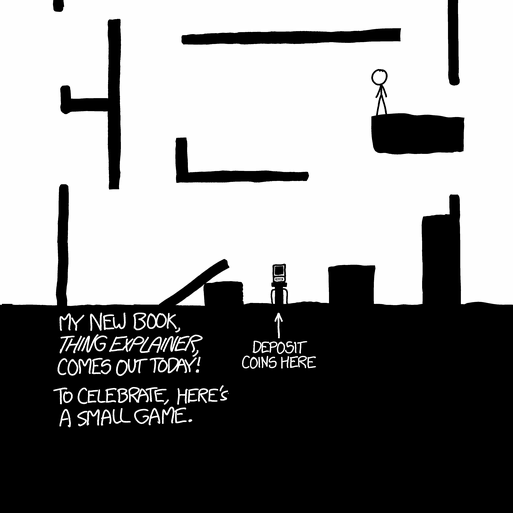 MY NEW BOOK,
THING EXPLAINER,
COMES OUT TODAY!
TO CELEBRATE, HERE'S
A SMALL GAME.
DEPOSIT
COINS HERE